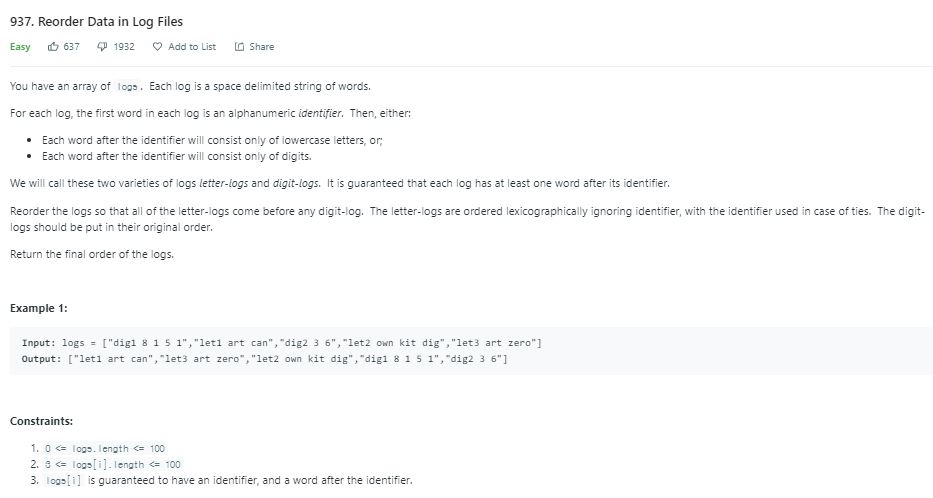 937. Reorder Data in Log Files
Easy 637 1932 Add to List Share
You have an array of logs. Each log is a space delimited string of words.
For each log, the first word in each log is an alphanumeric identifier. Then, either:
• Each word after the identifier will consist only of lowercase letters, or;
• Each word after the identifier will consist only of digits.
We will call these two varieties of logs letter-logs and digit-logs. It is guaranteed that each log has at least one word after its identifier.
Reorder the logs so that all of the letter-logs come before any digit-log. The letter-logs are ordered lexicographically ignoring identifier, with the identifier used in case of ties. The digit-
logs should be put in their original order.
Return the final order of the logs.
Example 1:
Input: logs = ["dig1 8 1 5 1","let1 art can","dig2 3 6","let2 own kit dig","let3 art zero"]
Output: ["let1 art can","let3 art zero","let2 own kit dig","dig1 8 1 5 1","dig2 3 6"]
Constraints:
1. 0 <= logs.length <= 100
2. 3 <= logs[i].length <= 100
3. logs[i] is guaranteed to have an identifier, and a word after the identifier.